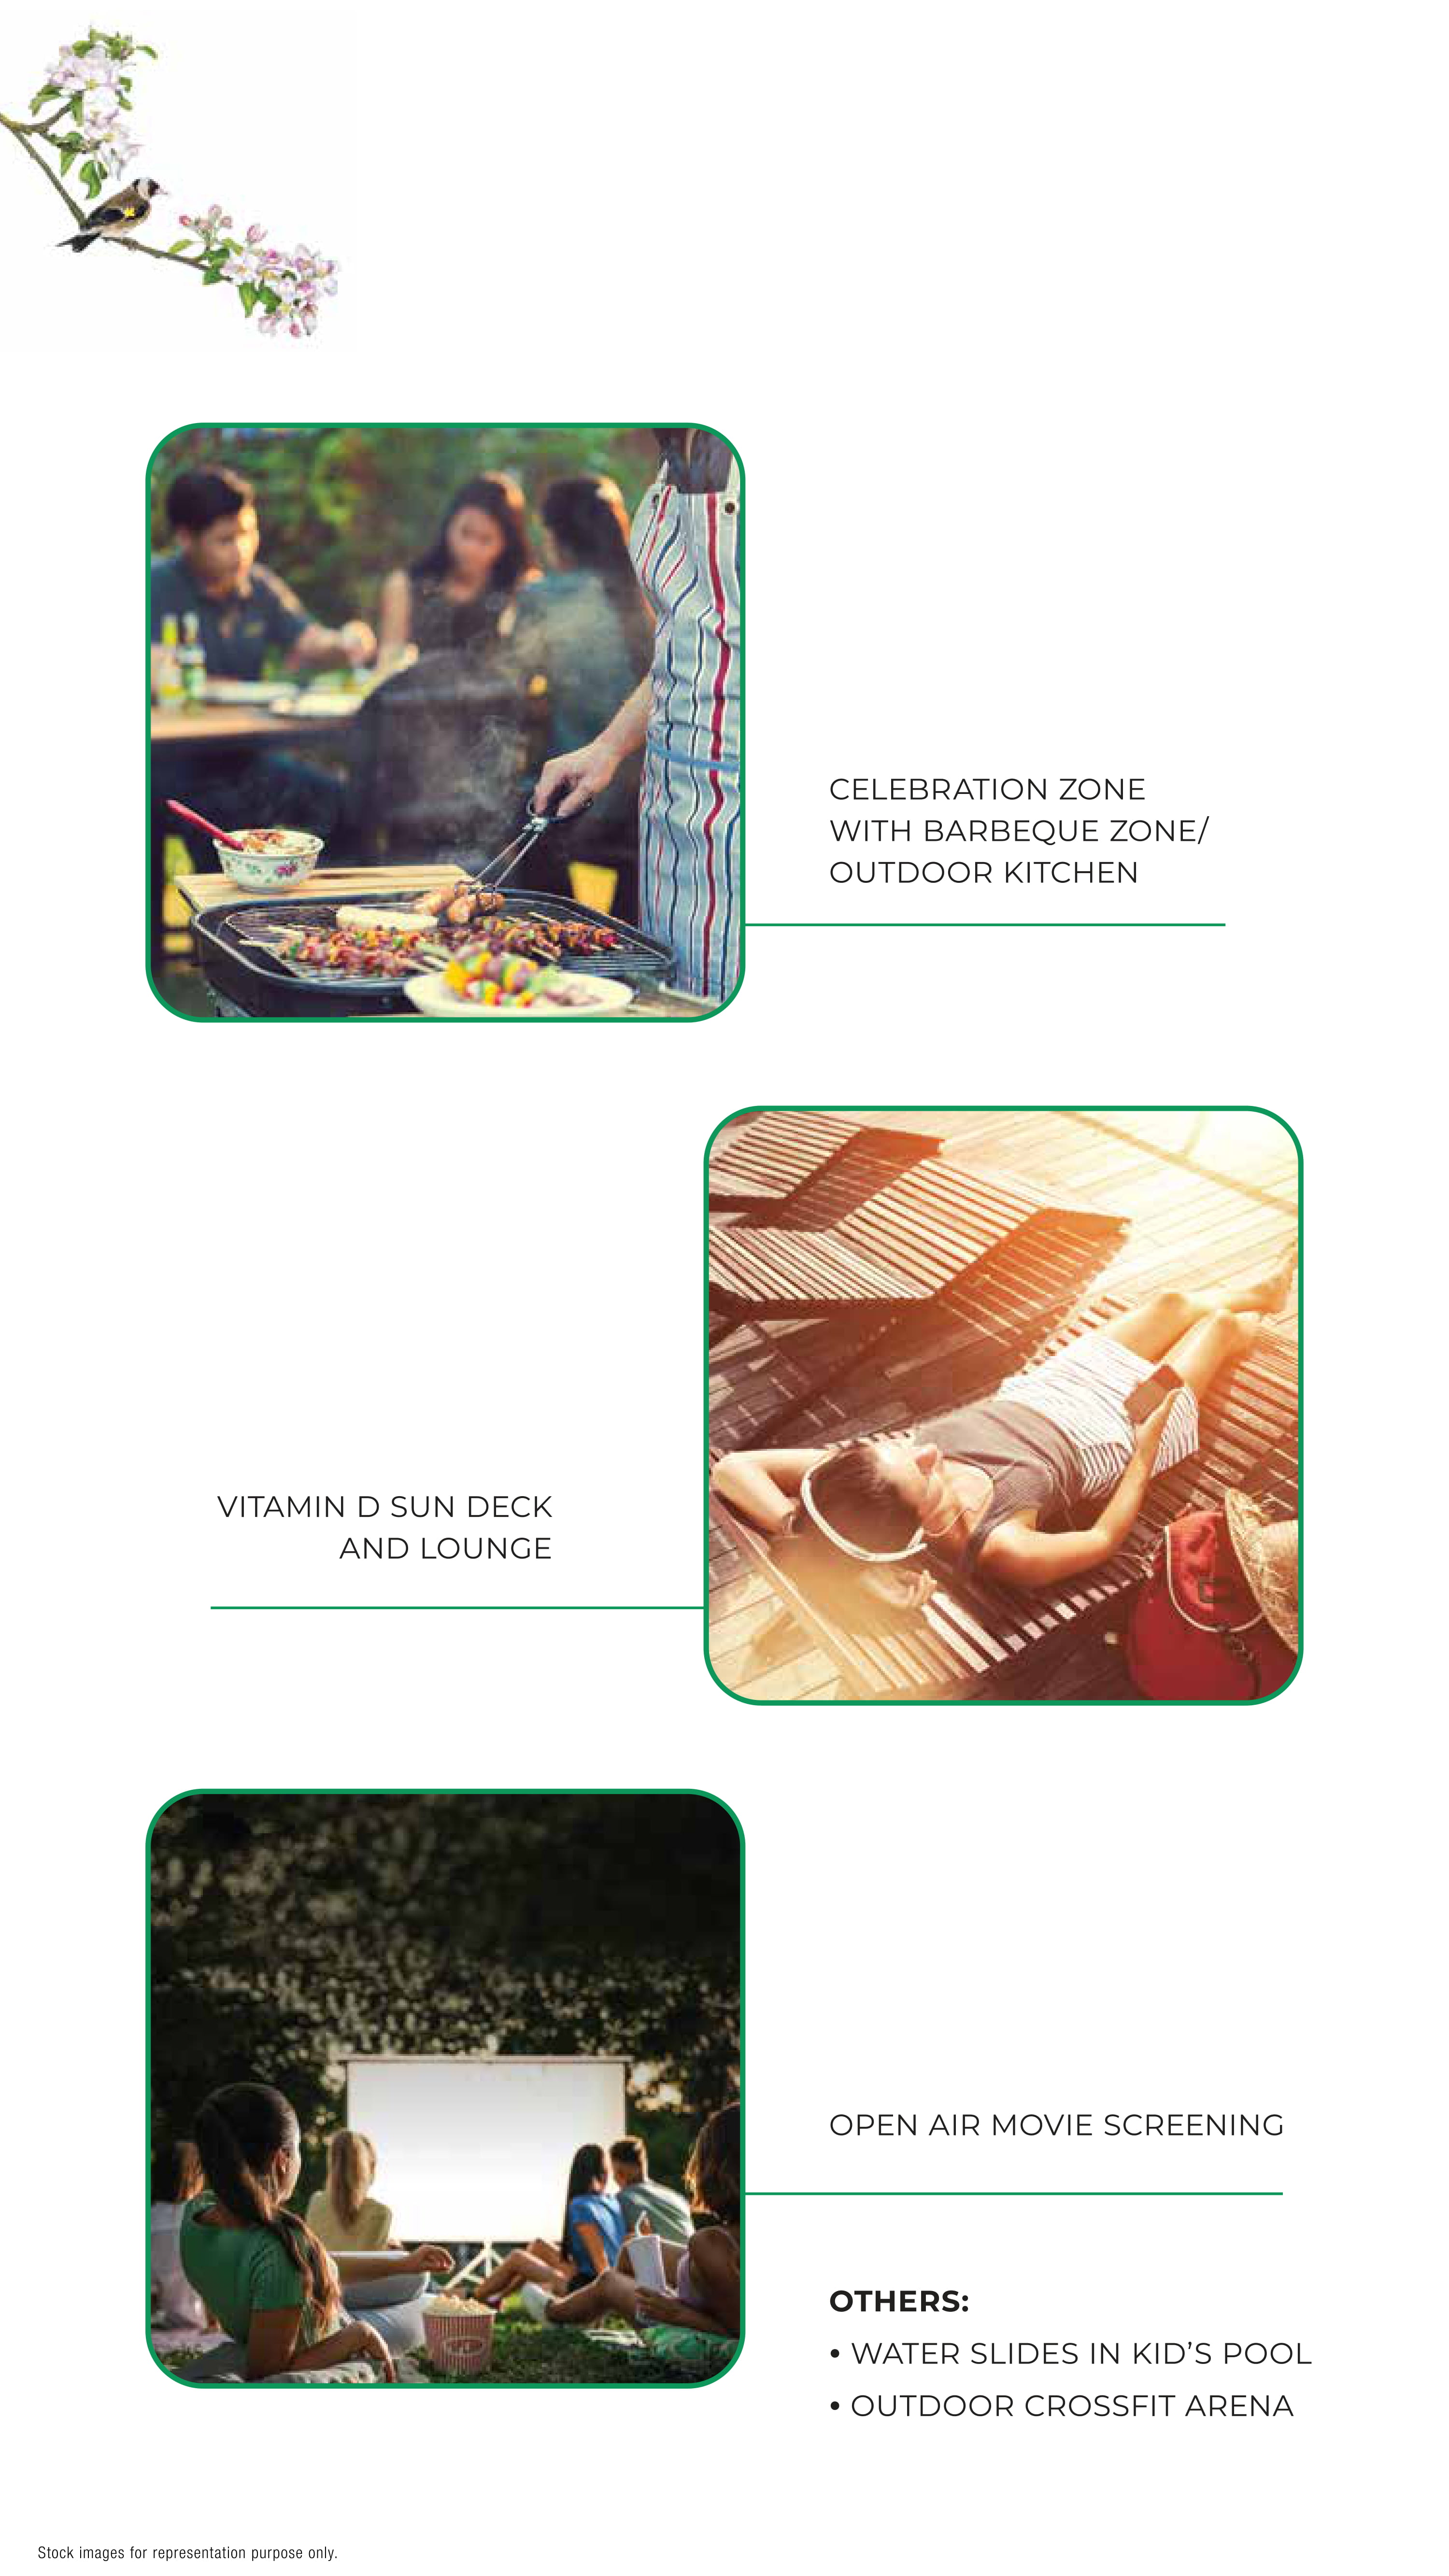 CELEBRATION ZONE
WITH BARBEQUE ZONE/
OUTDOOR KITCHEN
VITAMIN D SUN DECK
AND LOUNGE
OPEN AIR MOVIE SCREENING
OTHERS:
• WATER SLIDES IN KID’S POOL
• OUTDOOR CROSSFIT ARENA
Stock images for representation purpose only.